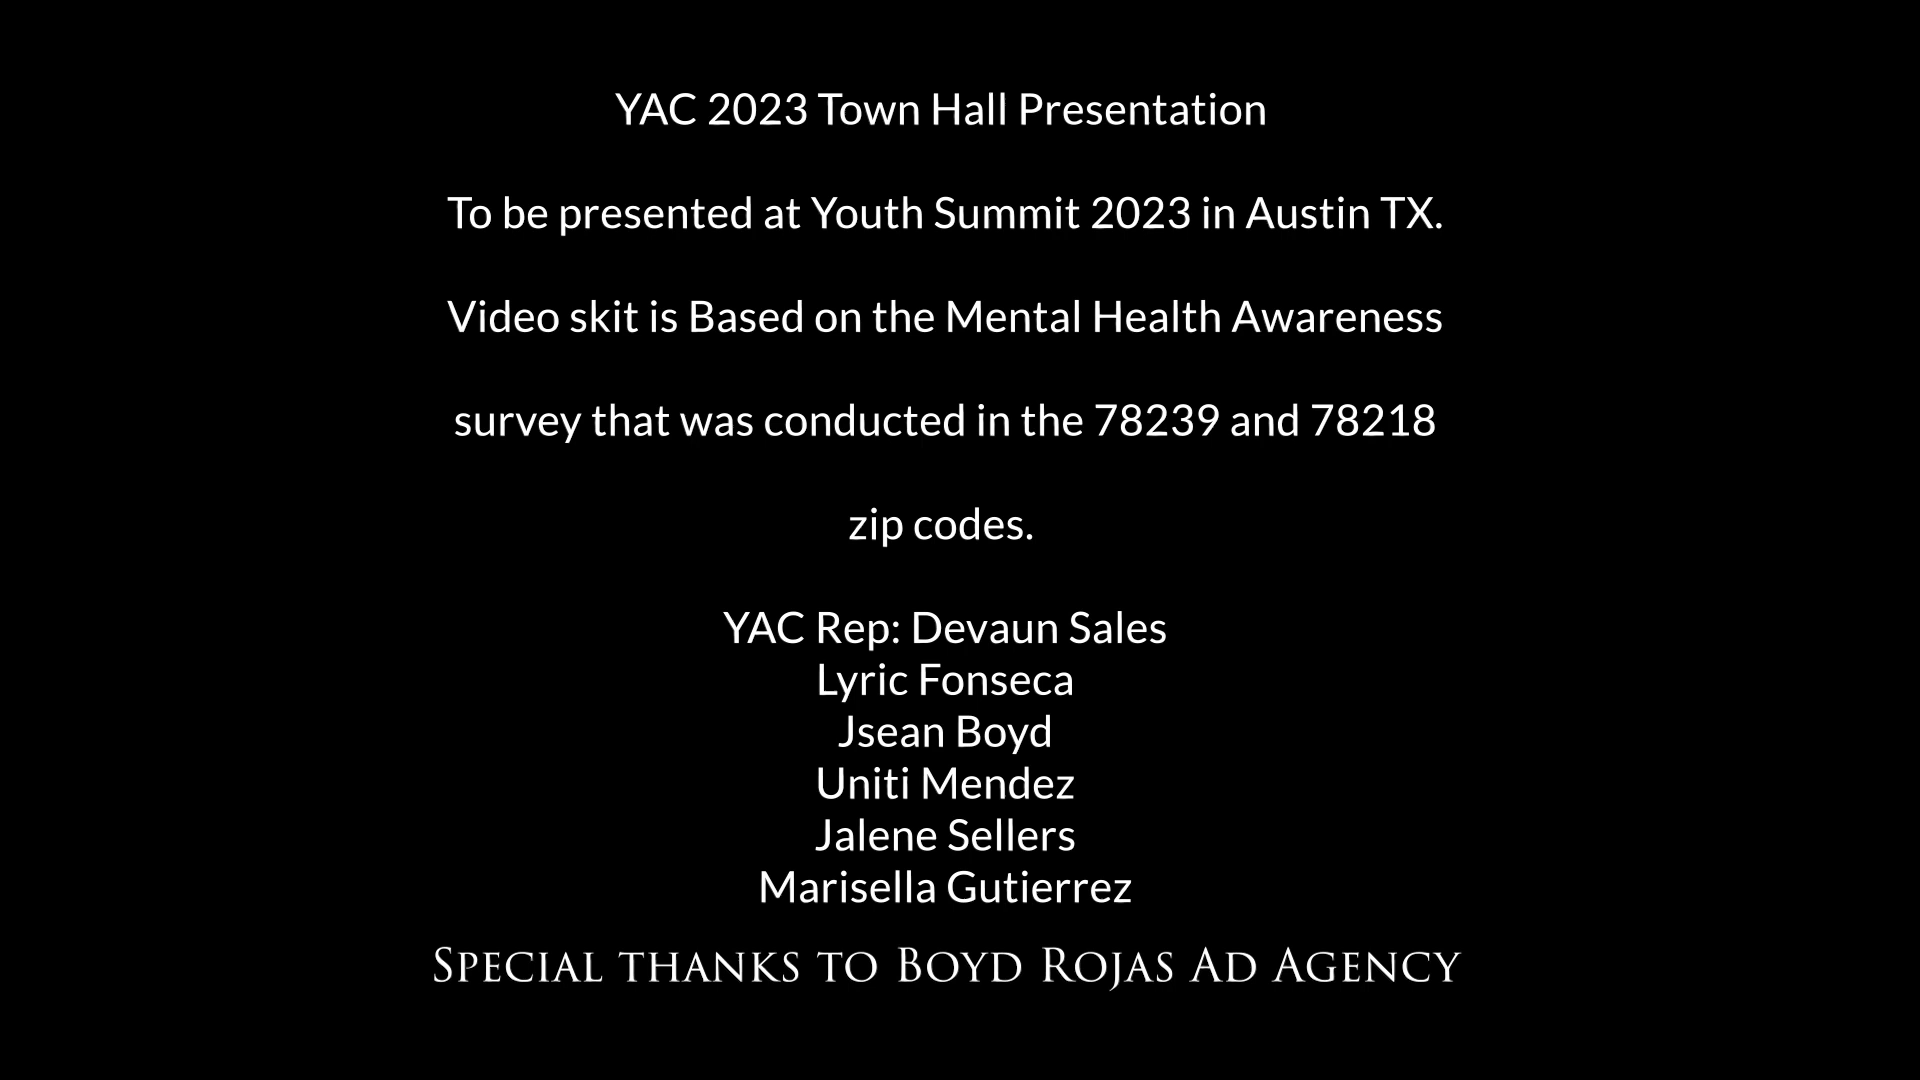 YAC 2023 Town Hall Presentation
To be presented at Youth Summit 2023 in Austin TX.
Video skit is Based on the Mental Health Awareness
survey that was conducted in the 78239 and 78218
zip codes.
YAC Rep: Devaun Sales
Lyric Fonseca
Jsean Boyd
Uniti Mendez
Jalene Sellers
Marisella Gutierrez
Special thanks to Boyd Rojas Ad Agency